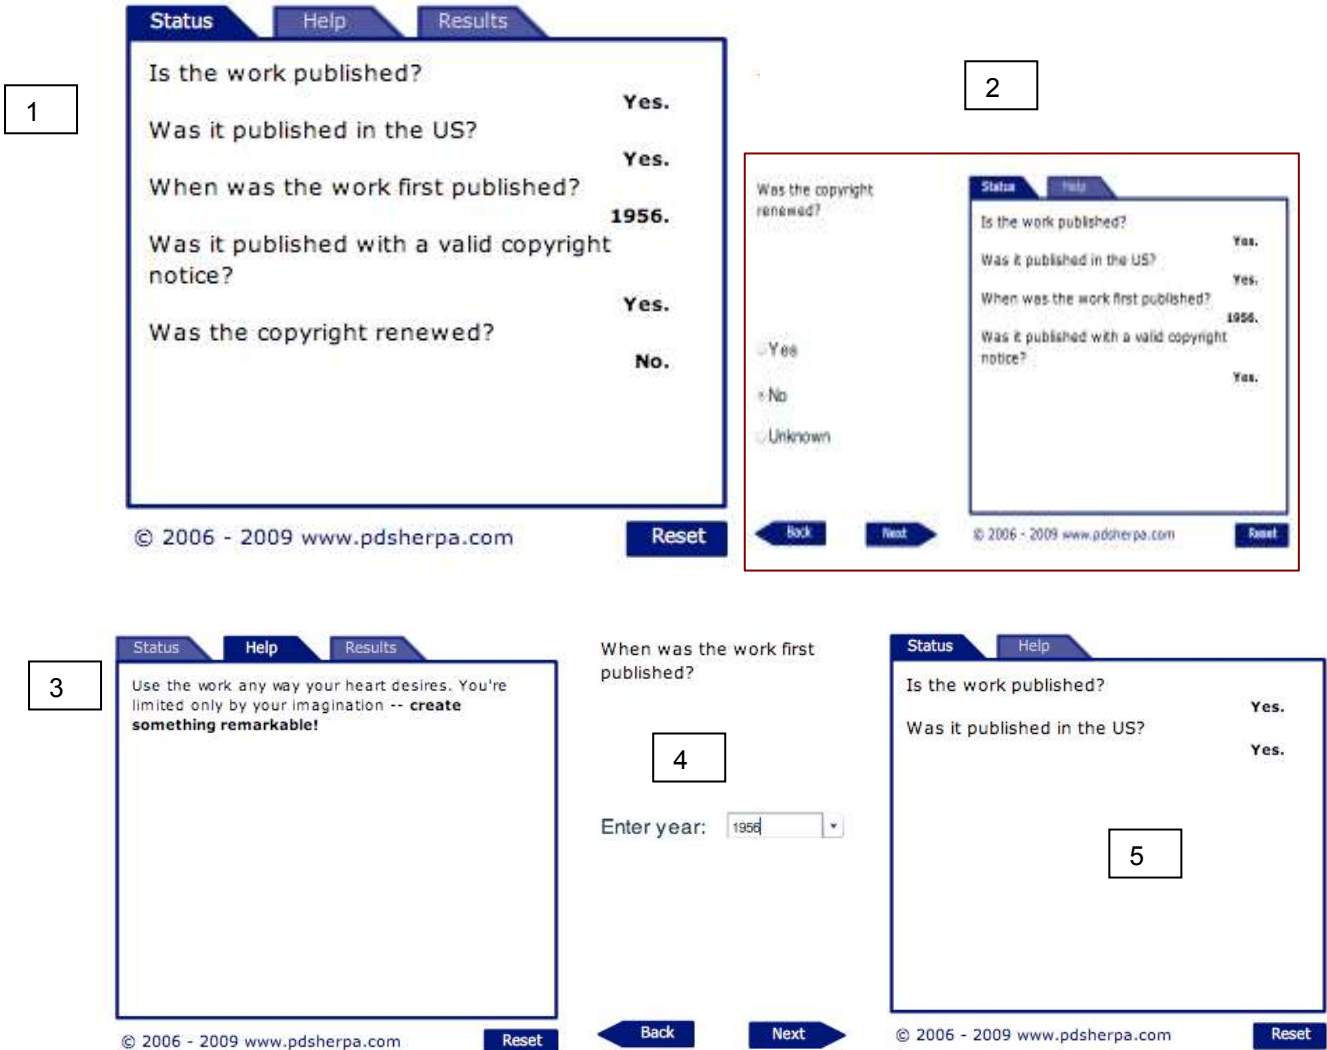 Status Help Results
Is the work published?
Yes.
Was it published in the US?
Yes.
When was the work first published?
1956.
Was it published with a valid copyright
notice?
Yes.
Was the copyright renewed?
No.
© 2006 - 2009 www.pdsherpa.com Reset
1
2
Was the copyright
renewed?
Yes
No
Unknown
Back Next
Status Help
Is the work published?
Yes.
Was it published in the US?
Yes.
When was the work first published?
1956.
Was it published with a valid copyright
notice?
Yes.
© 2006 - 2009 www.pdsherpa.com Reset
3
Status Help Results
Use the work any way your heart desires. You're
limited only by your imagination -- create
something remarkable!
© 2006 - 2009 www.pdsherpa.com Reset
When was the work first
published?
4
Enter year: 1956
Back Next
Status Help
Is the work published?
Yes.
Was it published in the US?
Yes.
5
© 2006 - 2009 www.pdsherpa.com Reset